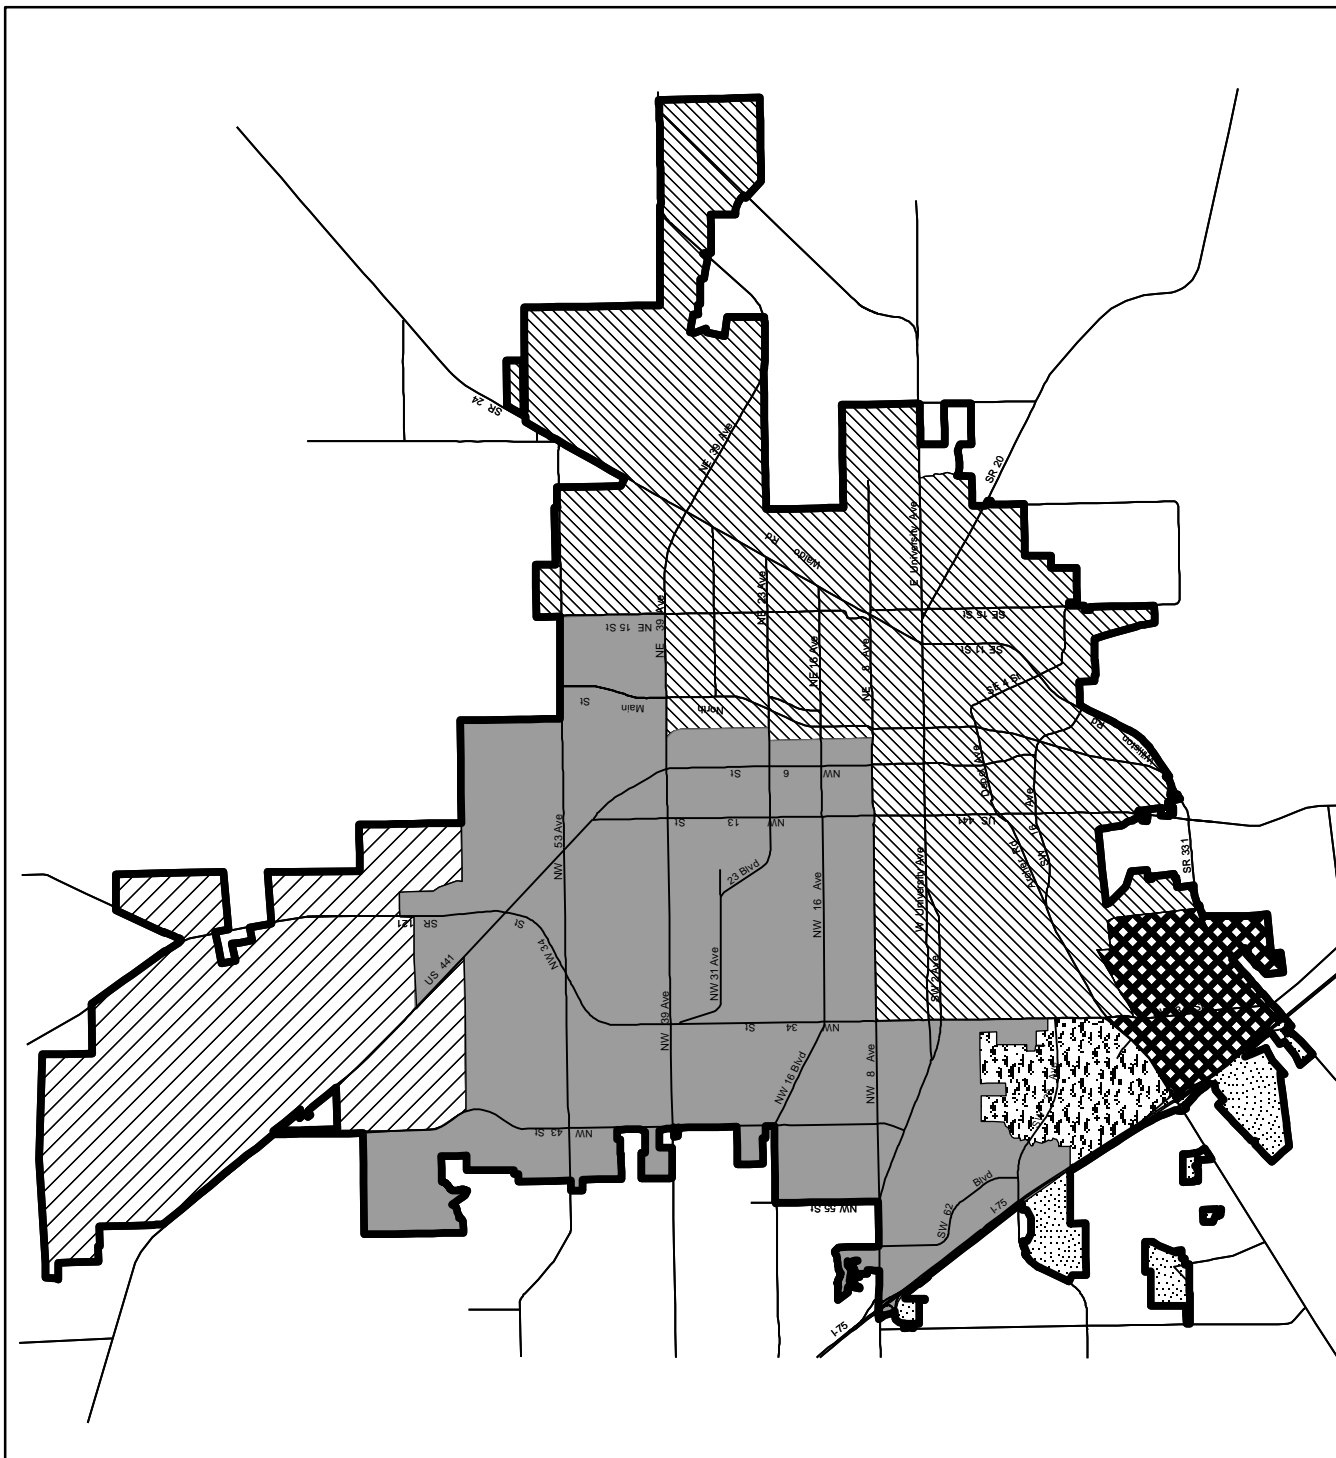 SR 24
NE 39 Ave
SR 20
Waldo Rd
E University Ave
NE 23 Ave
NE 39 Ave
NE 15 St
SE 15 St
NE 16 Ave
NE 8 Ave
SE 11 St
SE 4 St
North Main St
Williston Rd
Depot Ave
NW 6 St
NW 13 St
US 441
SW 16 Ave
Archer Rd
NW 53 Ave
23 Blvd
SR 331
W University Ave
NW 16 Ave
SR 121
NW 34 St
US 441
NW 31 Ave
SW 2 Ave
NW 39 Ave
NW 34 St
NW 16 Blvd
NW 8 Ave
NW 43 St
NW 55 St
SW 62 Blvd
I-75
I-75